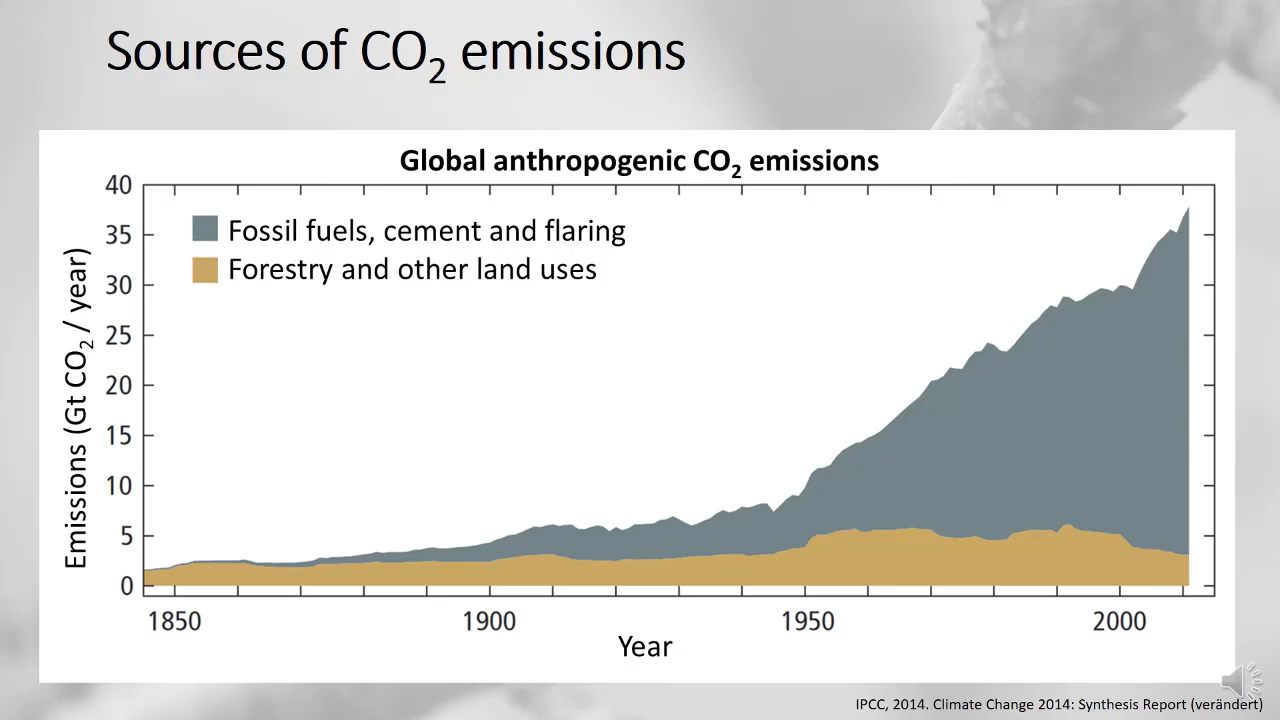 Sources of CO₂ emissions
Global anthropogenic CO₂ emissions
Fossil fuels, cement and flaring
Forestry and other land uses
Emissions (Gt CO₂ / year)
40
35
30
25
20
15
10
5
0
1850 1900 1950 2000
Year
IPCC, 2014. Climate Change 2014: Synthesis Report (verändert)